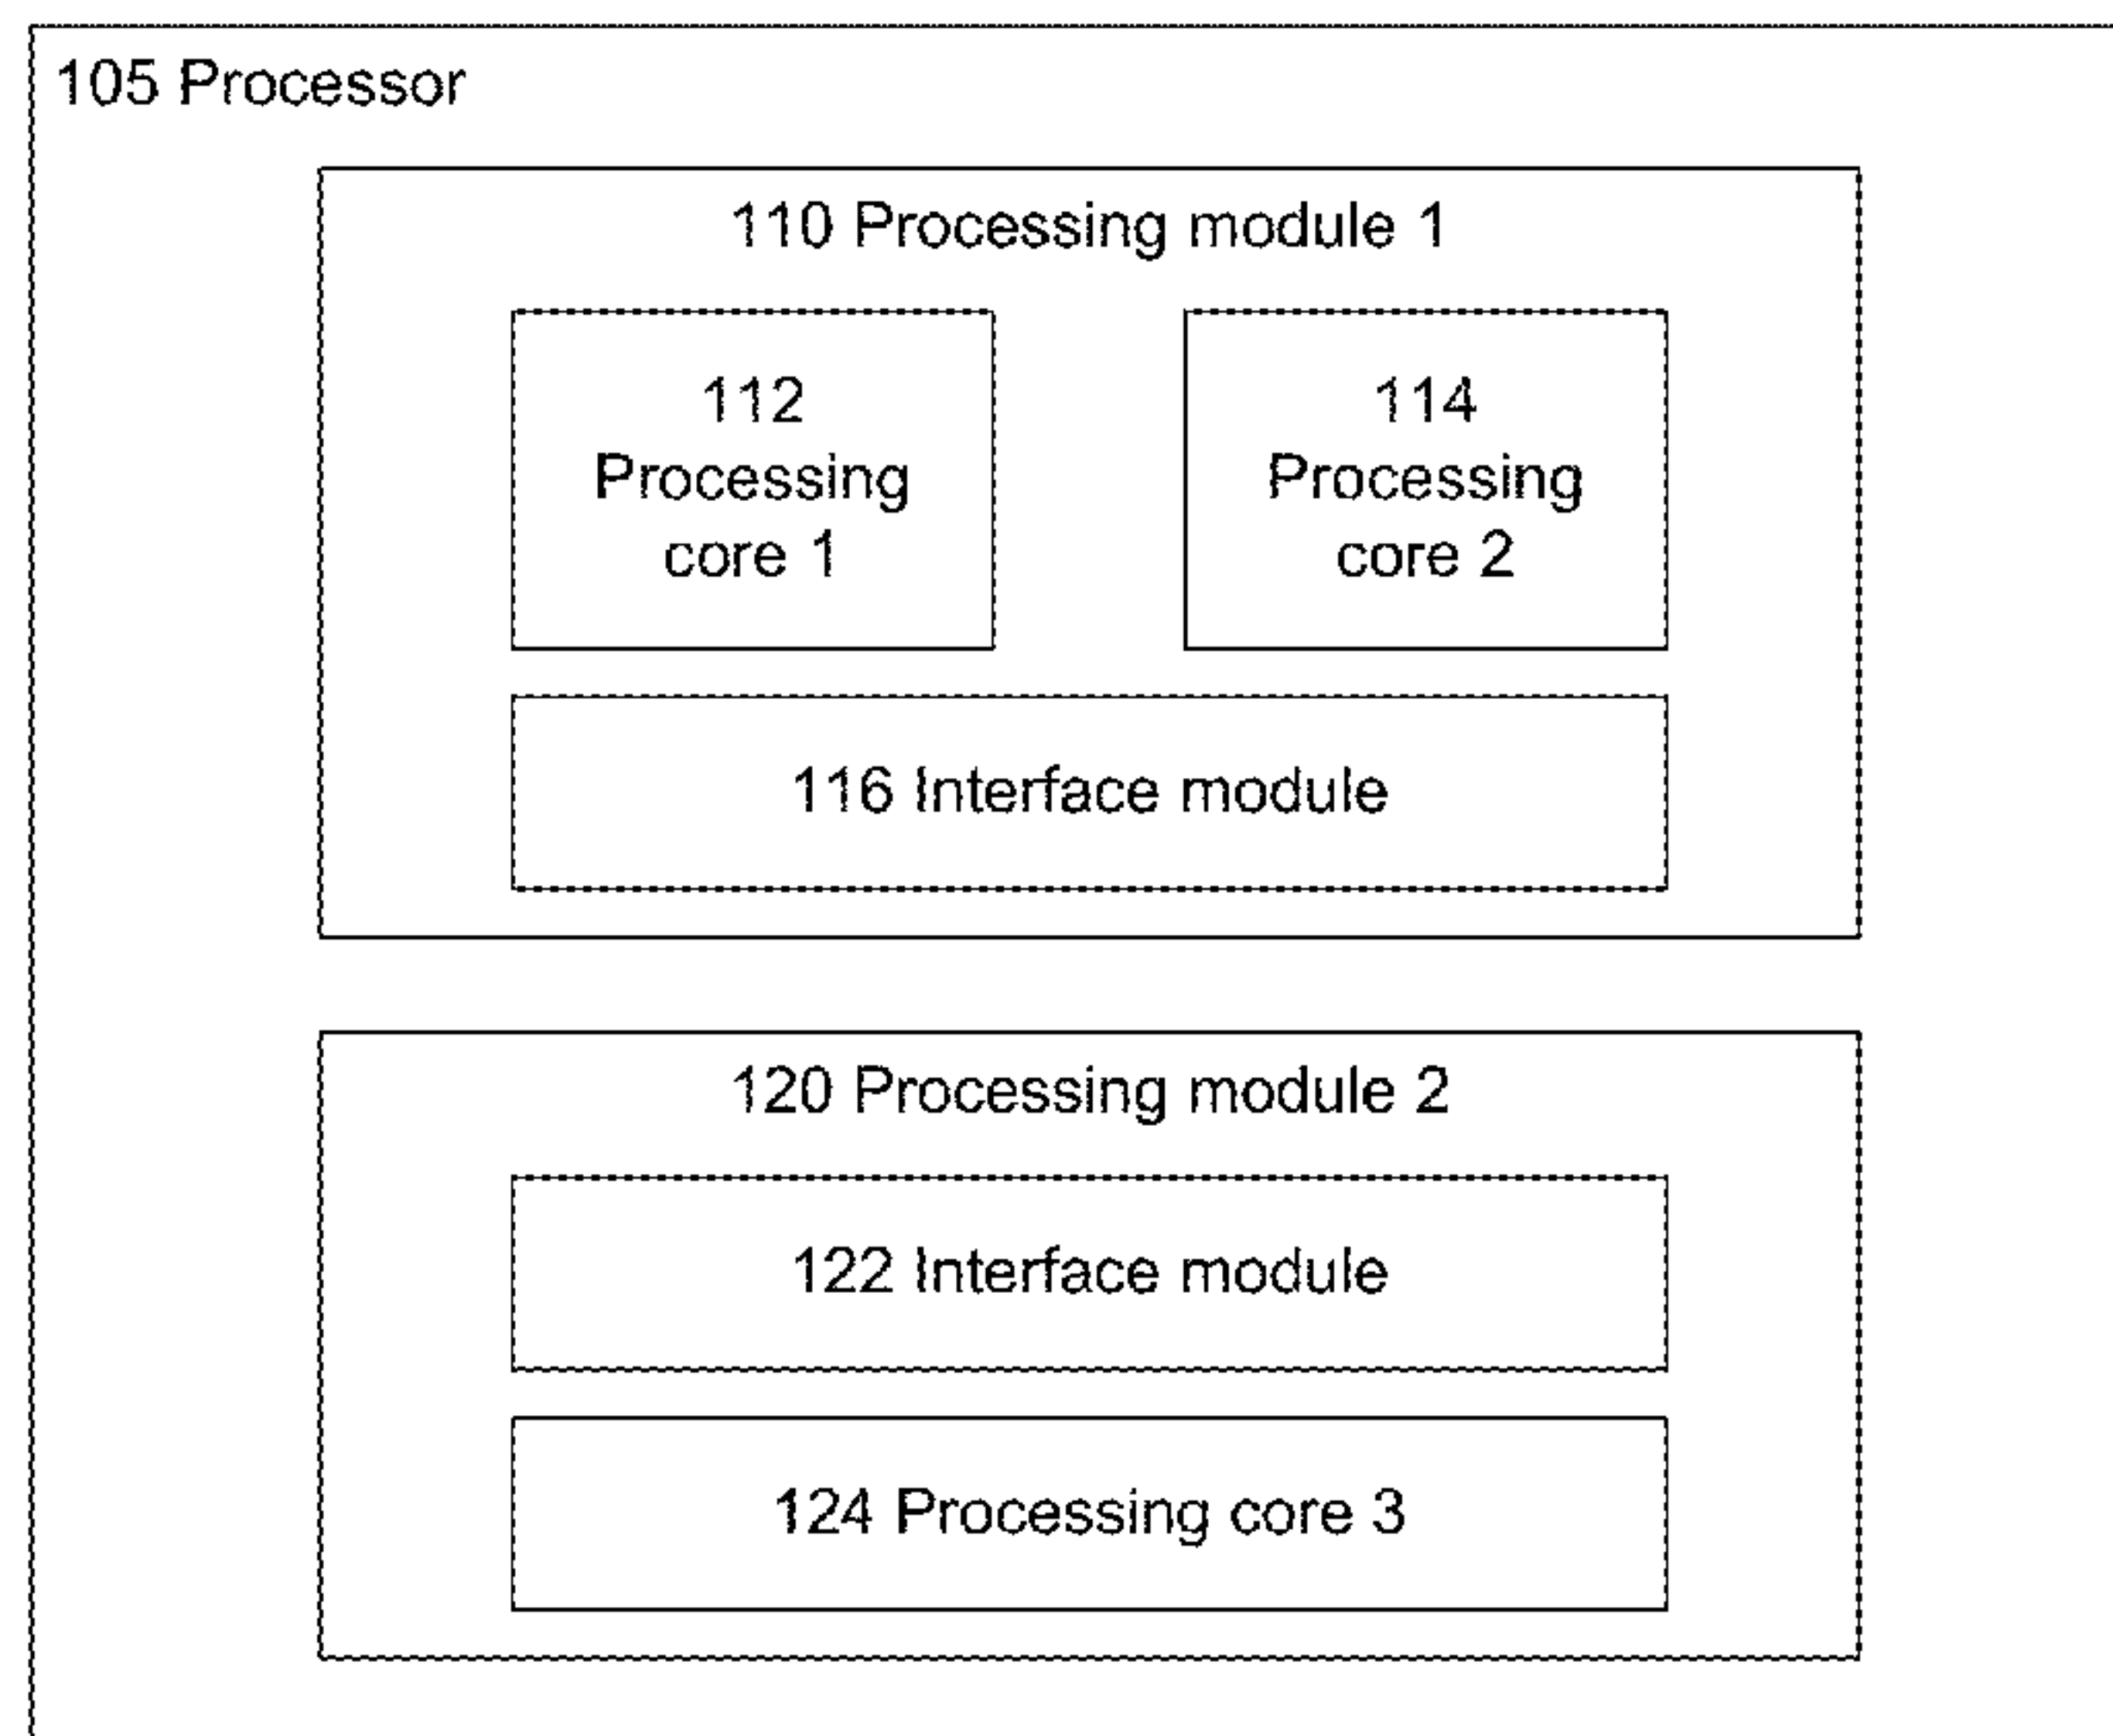 105 Processor
110 Processing module 1
112
Processing
core 1
114
Processing
core 2
116 Interface module
120 Processing module 2
122 Interface module
124 Processing core 3